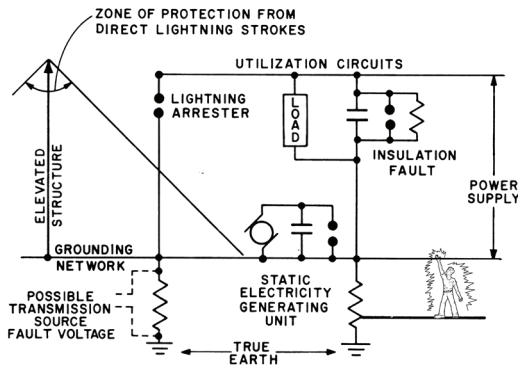 ZONE OF PROTECTION FROM
DIRECT LIGHTNING STROKES
UTILIZATION CIRCUITS
LIGHTNING
ARRESTER
LOAD
INSULATION
FAULT
POWER
SUPPLY
ELEVATED
STRUCTURE
GROUNDING
NETWORK
POSSIBLE
TRANSMISSION
SOURCE
FAULT VOLTAGE
STATIC
ELECTRICITY
GENERATING
UNIT
TRUE
EARTH